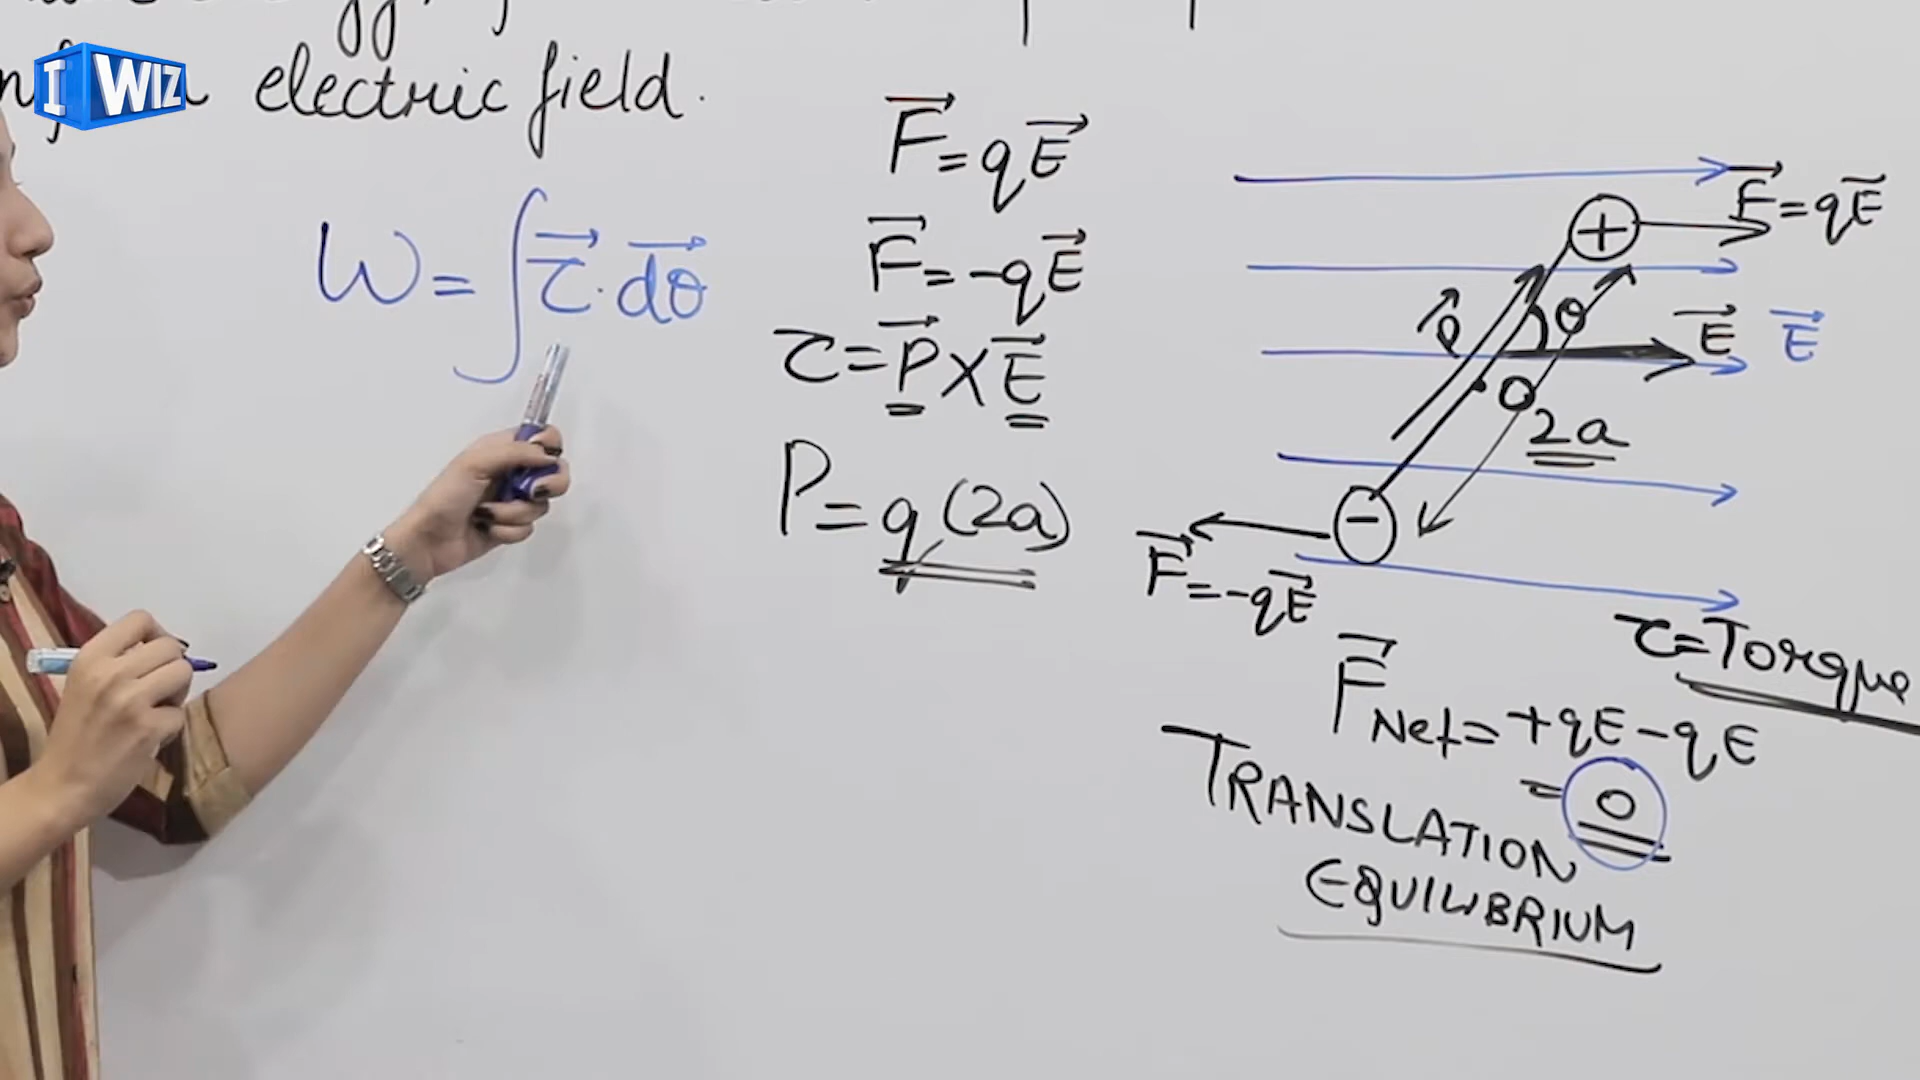 I WIZ
electric field.
W = ∫ τ⃗ . dθ⃗
F⃗ = qE⃗
F⃗ = -qE⃗
τ = P⃗ X E⃗
P = q (2a)
F⃗ = qE⃗
+
θ
P⃗
E⃗
E⃗
O
2a
-
F⃗ = -qE⃗
τ = Torque
F⃗ Net = +qE - qE
= 0
TRANSLATION
EQUILIBRIUM